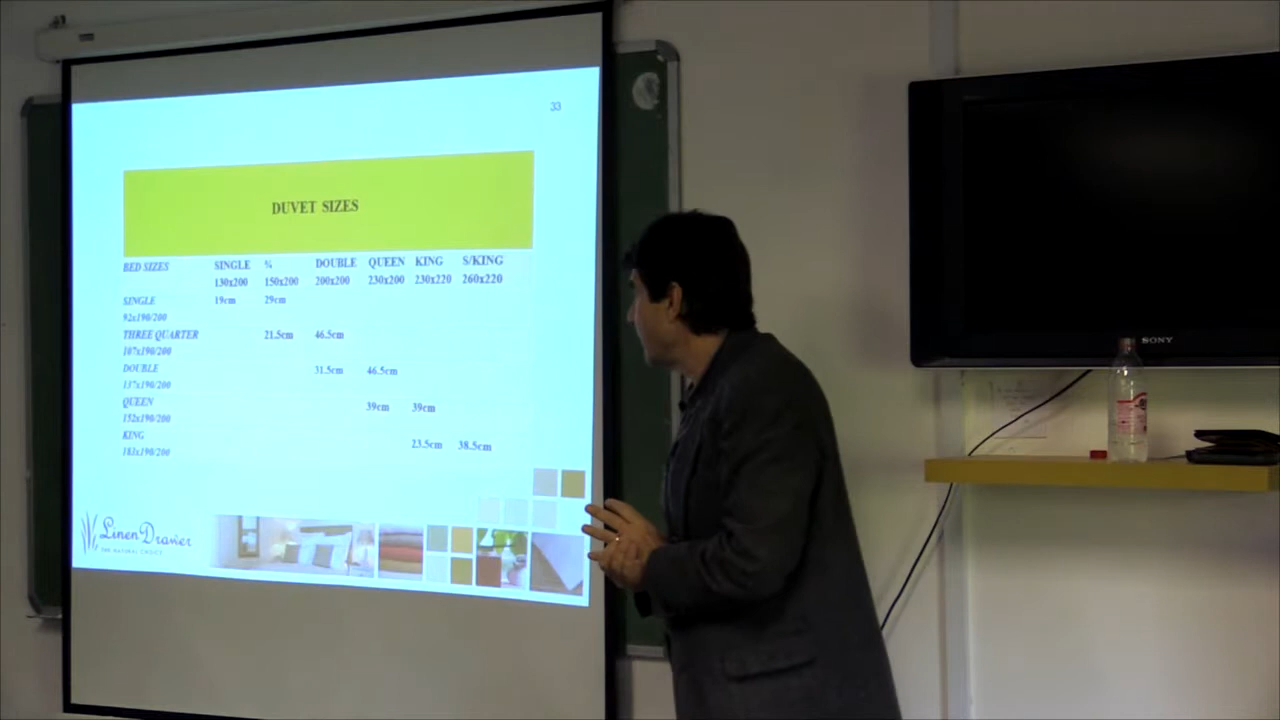 33
DUVET SIZES
BED SIZES SINGLE ¾ DOUBLE QUEEN KING S/KING
130x200 150x200 200x200 230x200 230x220 260x220
SINGLE 19cm 29cm
92x190/200
THREE QUARTER 21.5cm 46.5cm
107x190/200
DOUBLE 31.5cm 46.5cm
137x190/200
QUEEN 39cm 39cm
152x190/200
KING 23.5cm 38.5cm
183x190/200
Linen Drawer
THE NATURAL CHOICE
SONY